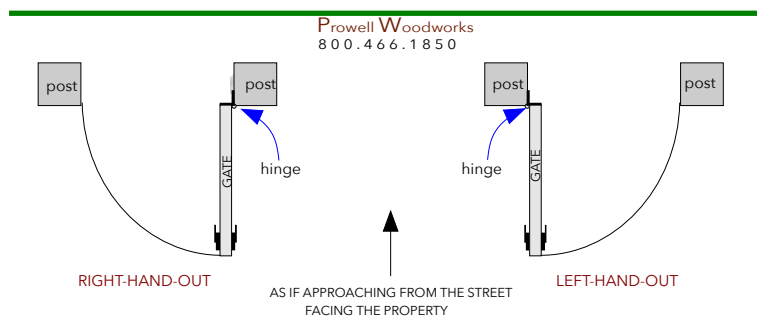 Prowell Woodworks
800.466.1850
post post post post
hinge hinge
GATE GATE
RIGHT-HAND-OUT LEFT-HAND-OUT
AS IF APPROACHING FROM THE STREET
FACING THE PROPERTY